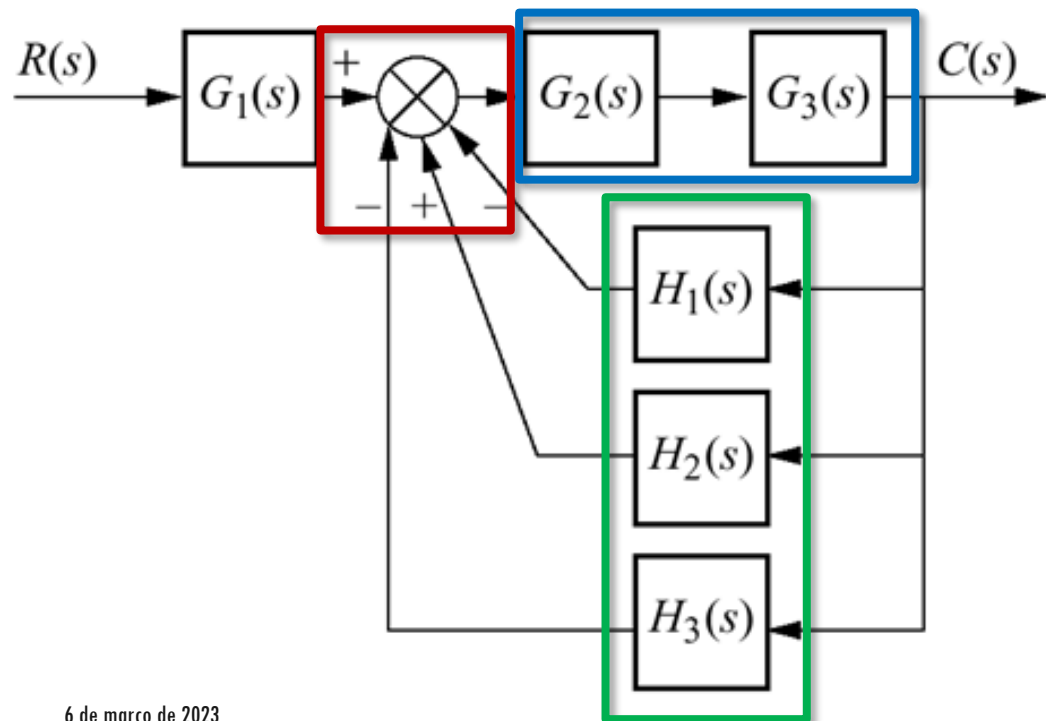 R(s)
G₁(s)
+
G₂(s)
G₃(s)
C(s)
− + −
H₁(s)
H₂(s)
H₃(s)
6 de março de 2023